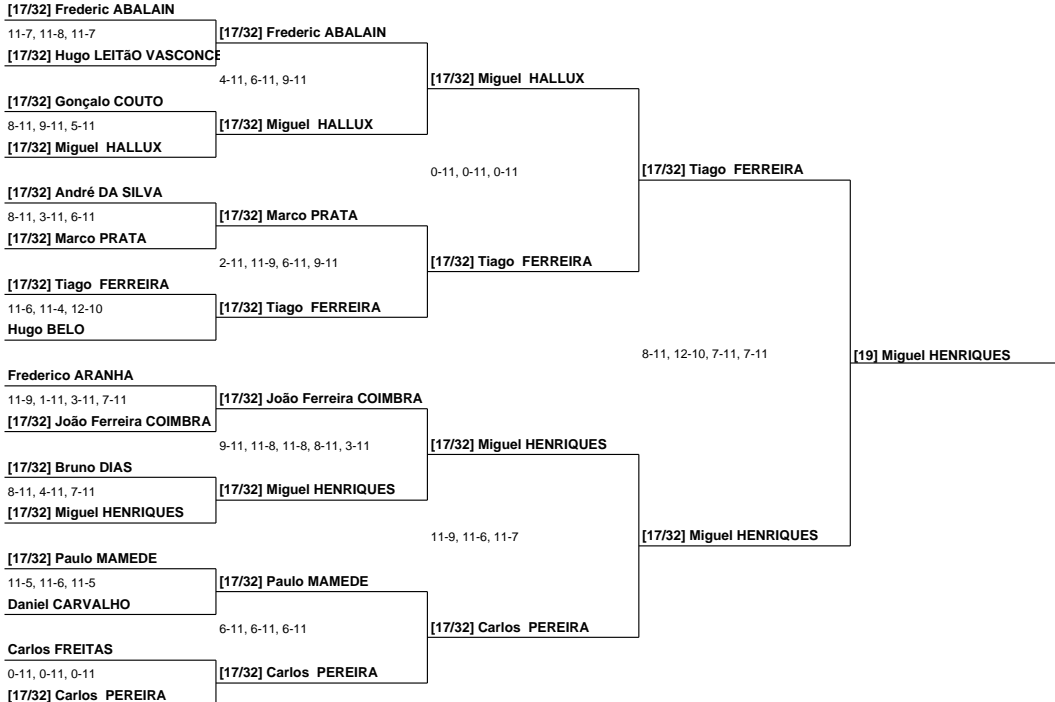 [17/32] Frederic ABALAIN
11-7, 11-8, 11-7
[17/32] Frederic ABALAIN
[17/32] Hugo LEITãO VASCONCE
4-11, 6-11, 9-11
[17/32] Miguel HALLUX
[17/32] Gonçalo COUTO
8-11, 9-11, 5-11
[17/32] Miguel HALLUX
[17/32] Miguel HALLUX
0-11, 0-11, 0-11
[17/32] Tiago FERREIRA
[17/32] André DA SILVA
8-11, 3-11, 6-11
[17/32] Marco PRATA
[17/32] Marco PRATA
2-11, 11-9, 6-11, 9-11
[17/32] Tiago FERREIRA
[17/32] Tiago FERREIRA
11-6, 11-4, 12-10
[17/32] Tiago FERREIRA
Hugo BELO
8-11, 12-10, 7-11, 7-11
[19] Miguel HENRIQUES
Frederico ARANHA
11-9, 1-11, 3-11, 7-11
[17/32] João Ferreira COIMBRA
[17/32] João Ferreira COIMBRA
9-11, 11-8, 11-8, 8-11, 3-11
[17/32] Miguel HENRIQUES
[17/32] Bruno DIAS
8-11, 4-11, 7-11
[17/32] Miguel HENRIQUES
[17/32] Miguel HENRIQUES
11-9, 11-6, 11-7
[17/32] Miguel HENRIQUES
[17/32] Paulo MAMEDE
11-5, 11-6, 11-5
[17/32] Paulo MAMEDE
Daniel CARVALHO
6-11, 6-11, 6-11
[17/32] Carlos PEREIRA
Carlos FREITAS
0-11, 0-11, 0-11
[17/32] Carlos PEREIRA
[17/32] Carlos PEREIRA